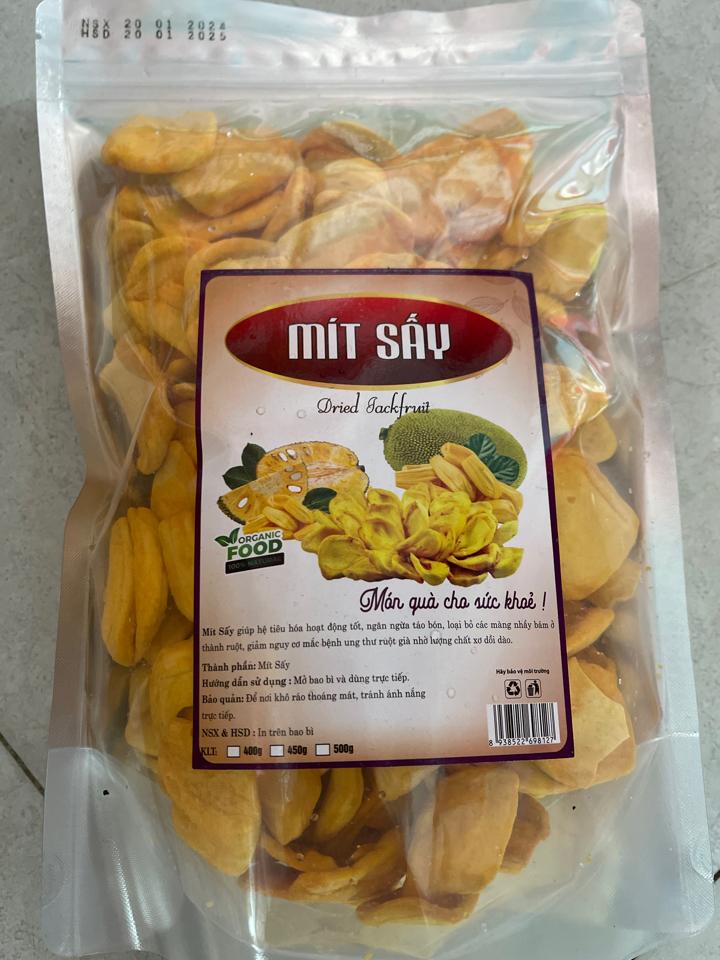 NSX 20 01 2024
HSD 20 01 2025
MÍT SẤY
Dried Jackfruit
ORGANIC
FOOD
100% NATURAL
Món quà cho sức khoẻ !
Mít Sấy giúp hệ tiêu hóa hoạt động tốt, ngăn ngừa táo bón, loại bỏ các màng nhầy bám ở
thành ruột, giảm nguy cơ mắc bệnh ung thư ruột già nhờ lượng chất xơ dồi dào.
Thành phần: Mít Sấy
Hướng dẫn sử dụng : Mở bao bì và dùng trực tiếp.
Bảo quản: Để nơi khô ráo thoáng mát, tránh ánh nắng
trực tiếp.
NSX & HSD : In trên bao bì
KLT: 400g 450g 500g
Hãy bảo vệ môi trường
8 938522 698127